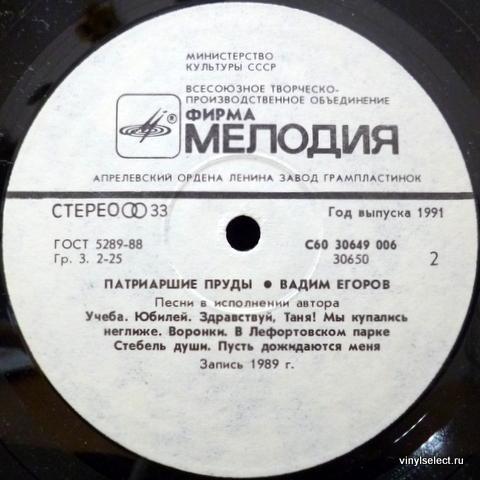 МИНИСТЕРСТВО
КУЛЬТУРЫ СССР
ВСЕСОЮЗНОЕ ТВОРЧЕСКО-
ПРОИЗВОДСТВЕННОЕ ОБЪЕДИНЕНИЕ
ФИРМА
® МЕЛОДИЯ
АПРЕЛЕВСКИЙ ОРДЕНА ЛЕНИНА ЗАВОД ГРАМПЛАСТИНОК
СТЕРЕО 33 Год выпуска 1991
ГОСТ 5289-88 С60 30649 006
Гр. 3. 2-25 30650 2
ПАТРИАРШИЕ ПРУДЫ ● ВАДИМ ЕГОРОВ
Песни в исполнении автора
Учеба. Юбилей. Здравствуй, Таня! Мы купались
неглиже. Воронки. В Лефортовском парке
Стебель души. Пусть дожидаются меня
Запись 1989 г.
vinylselect.ru